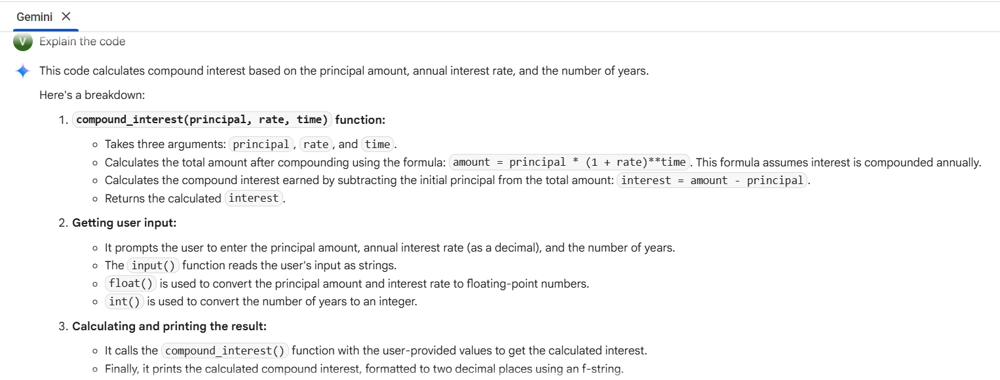 Gemini ×
V Explain the code
This code calculates compound interest based on the principal amount, annual interest rate, and the number of years.
Here's a breakdown:
1. compound_interest(principal, rate, time) function:
○ Takes three arguments: principal, rate, and time.
○ Calculates the total amount after compounding using the formula: amount = principal * (1 + rate)**time. This formula assumes interest is compounded annually.
○ Calculates the compound interest earned by subtracting the initial principal from the total amount: interest = amount - principal.
○ Returns the calculated interest.
2. Getting user input:
○ It prompts the user to enter the principal amount, annual interest rate (as a decimal), and the number of years.
○ The input() function reads the user's input as strings.
○ float() is used to convert the principal amount and interest rate to floating-point numbers.
○ int() is used to convert the number of years to an integer.
3. Calculating and printing the result:
○ It calls the compound_interest() function with the user-provided values to get the calculated interest.
○ Finally, it prints the calculated compound interest, formatted to two decimal places using an f-string.